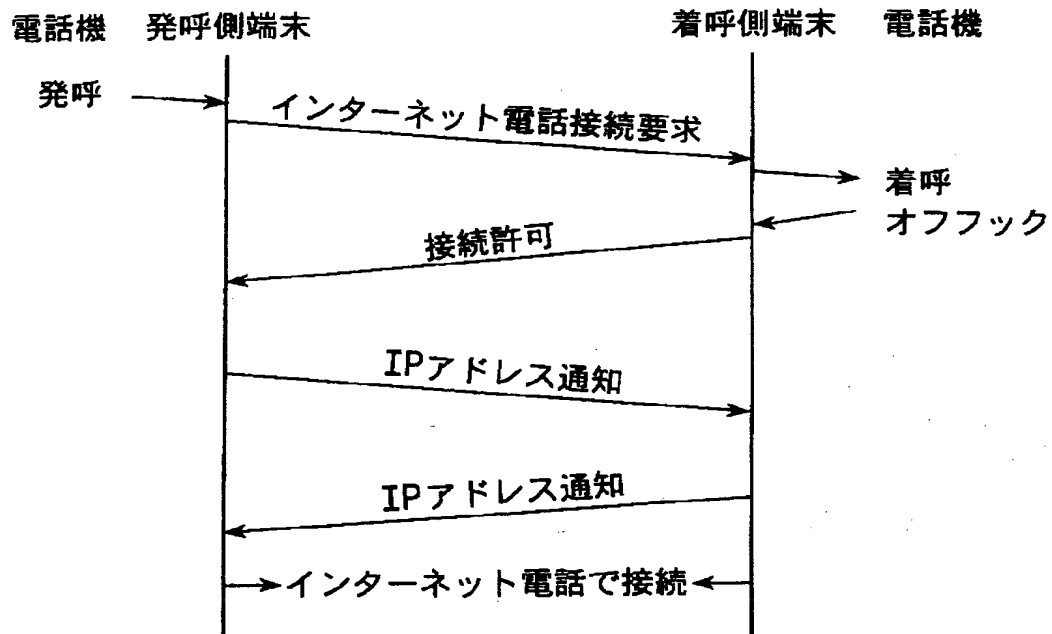 電話機 発呼側端末 着呼側端末 電話機
発呼
インターネット電話接続要求
着呼
オフフック
接続許可
IPアドレス通知
IPアドレス通知
インターネット電話で接続